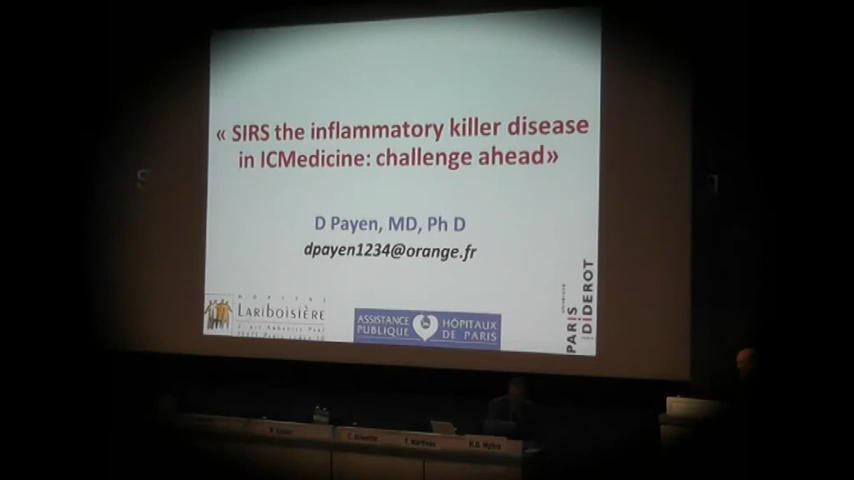 « SIRS the inflammatory killer disease
in ICMedicine: challenge ahead»
D Payen, MD, Ph D
dpayen1234@orange.fr
HÔPITAL
LARIBOISIÈRE
ASSISTANCE
PUBLIQUE
HÔPITAUX
DE PARIS
PARIS
DIDEROT